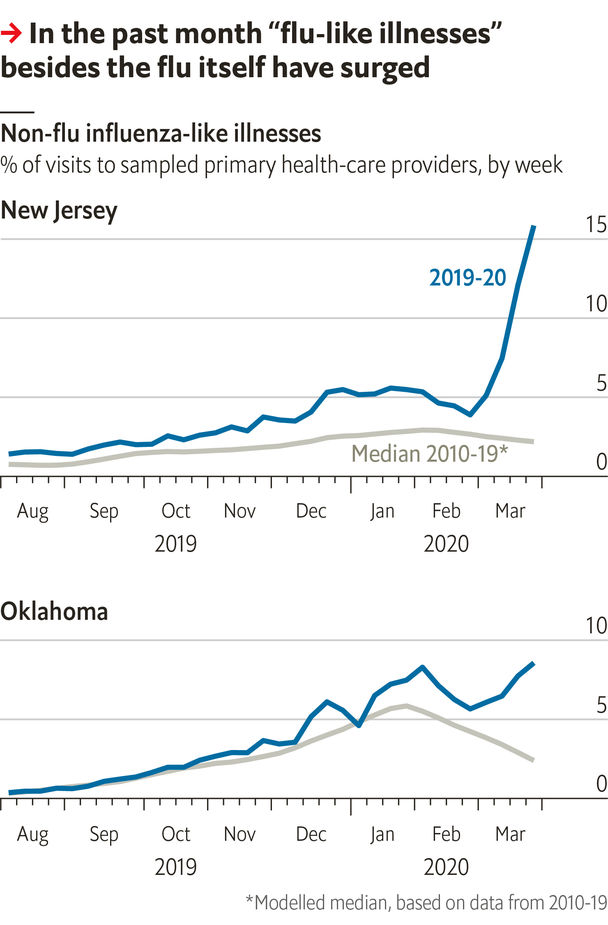 → In the past month “flu-like illnesses”
besides the flu itself have surged
Non-flu influenza-like illnesses
% of visits to sampled primary health-care providers, by week
New Jersey
15
2019-20
10
5
Median 2010-19*
0
Aug Sep Oct Nov Dec Jan Feb Mar
2019 2020
Oklahoma
10
5
0
Aug Sep Oct Nov Dec Jan Feb Mar
2019 2020
*Modelled median, based on data from 2010-19